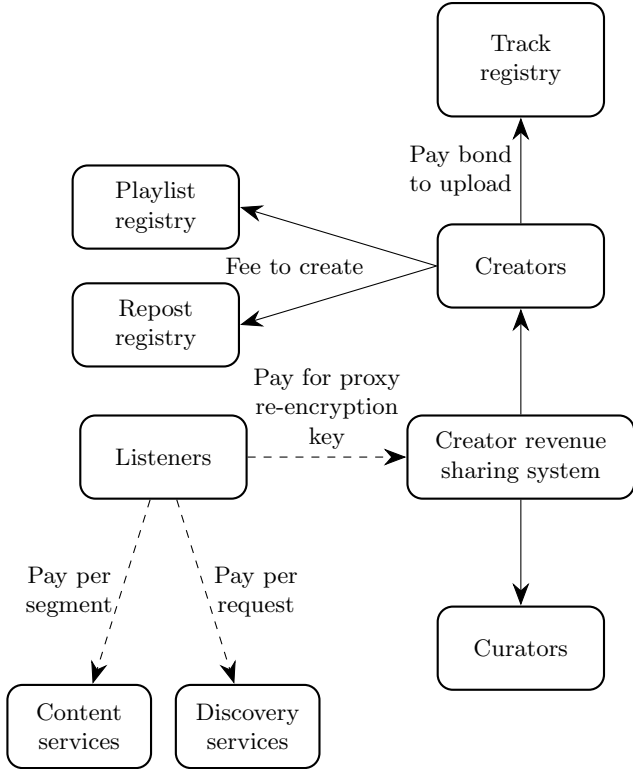 Track
registry
Pay bond
to upload
Playlist
registry
Fee to create
Creators
Repost
registry
Pay for proxy
re-encryption
key
Listeners
Creator revenue
sharing system
Pay per
segment
Pay per
request
Curators
Content
services
Discovery
services